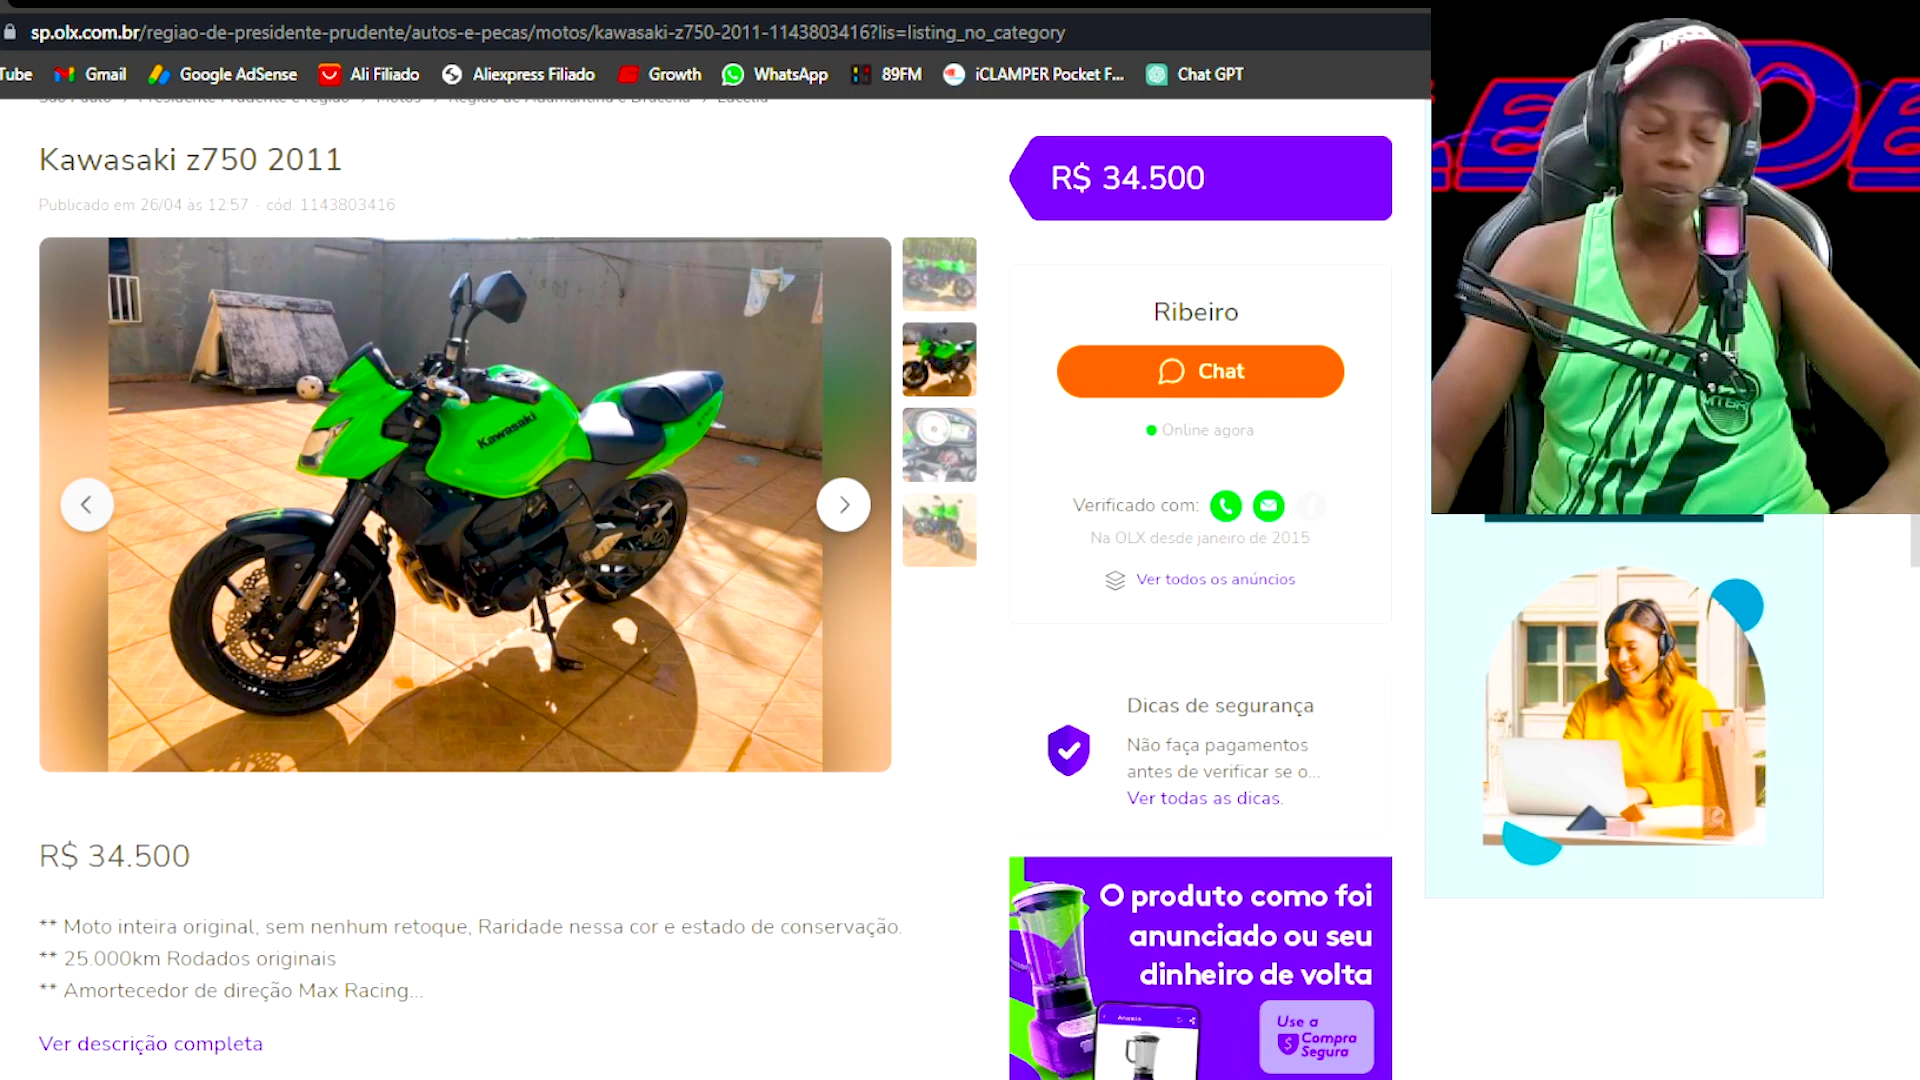 sp.olx.com.br/regiao-de-presidente-prudente/autos-e-pecas/motos/kawasaki-z750-2011-1143803416?lis=listing_no_category
Tube Gmail Google AdSense Ali Filiado Aliexpress Filiado Growth WhatsApp 89FM iCLAMPER Pocket F... Chat GPT
Kawasaki z750 2011
Publicado em 26/04 às 12:57 - cód. 1143803416
Kawasaki
R$ 34.500
Ribeiro
Chat
Online agora
Verificado com:
Na OLX desde janeiro de 2015
Ver todos os anúncios
Dicas de segurança
Não faça pagamentos
antes de verificar se o...
Ver todas as dicas.
R$ 34.500
** Moto inteira original, sem nenhum retoque, Raridade nessa cor e estado de conservação.
** 25.000km Rodados originais
** Amortecedor de direção Max Racing...
Ver descrição completa
O produto como foi
anunciado ou seu
dinheiro de volta
Use a
Compra
Segura